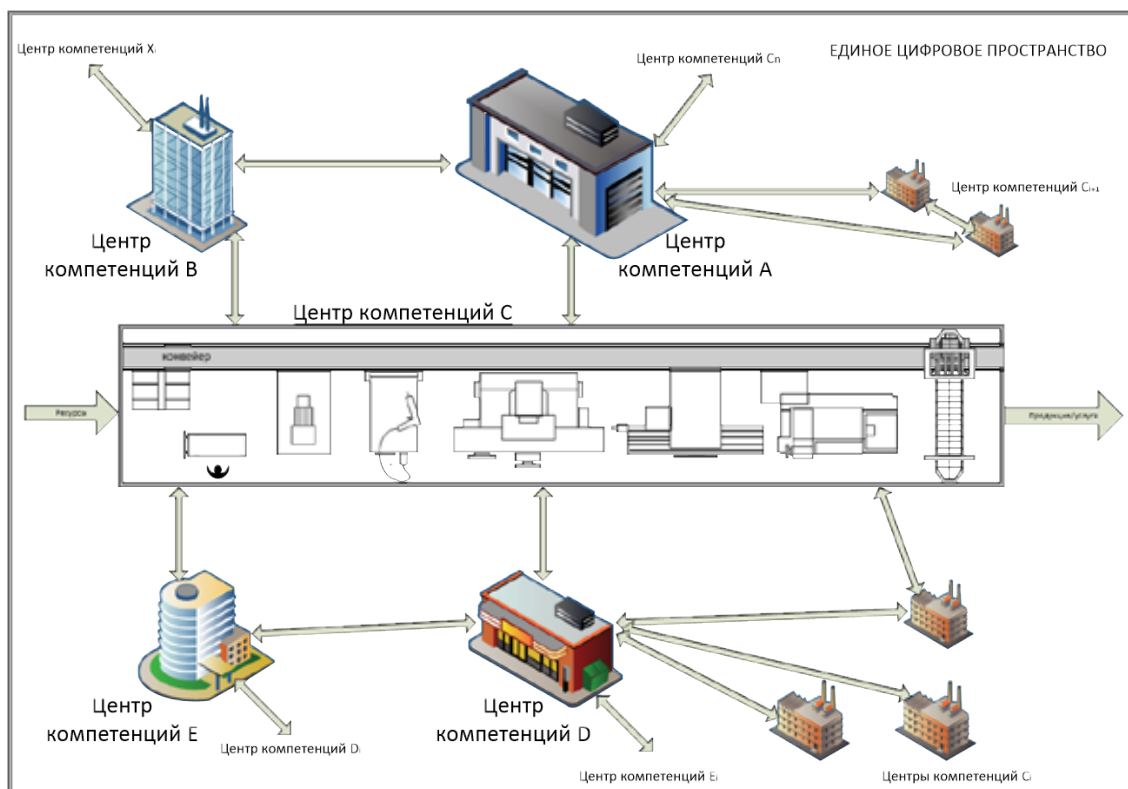 Центр компетенций Xᵢ
Центр компетенций Cn
ЕДИНОЕ ЦИФРОВОЕ ПРОСТРАНСТВО
Центр компетенций Cᵢ₊₁
Центр
компетенций B
Центр
компетенций A
Центр компетенций C
конвейер
Ресурсы
Продукция/услуга
Центр
компетенций E
Центр компетенций Dᵢ
Центр
компетенций D
Центр компетенций Eᵢ
Центры компетенций Cᵢ